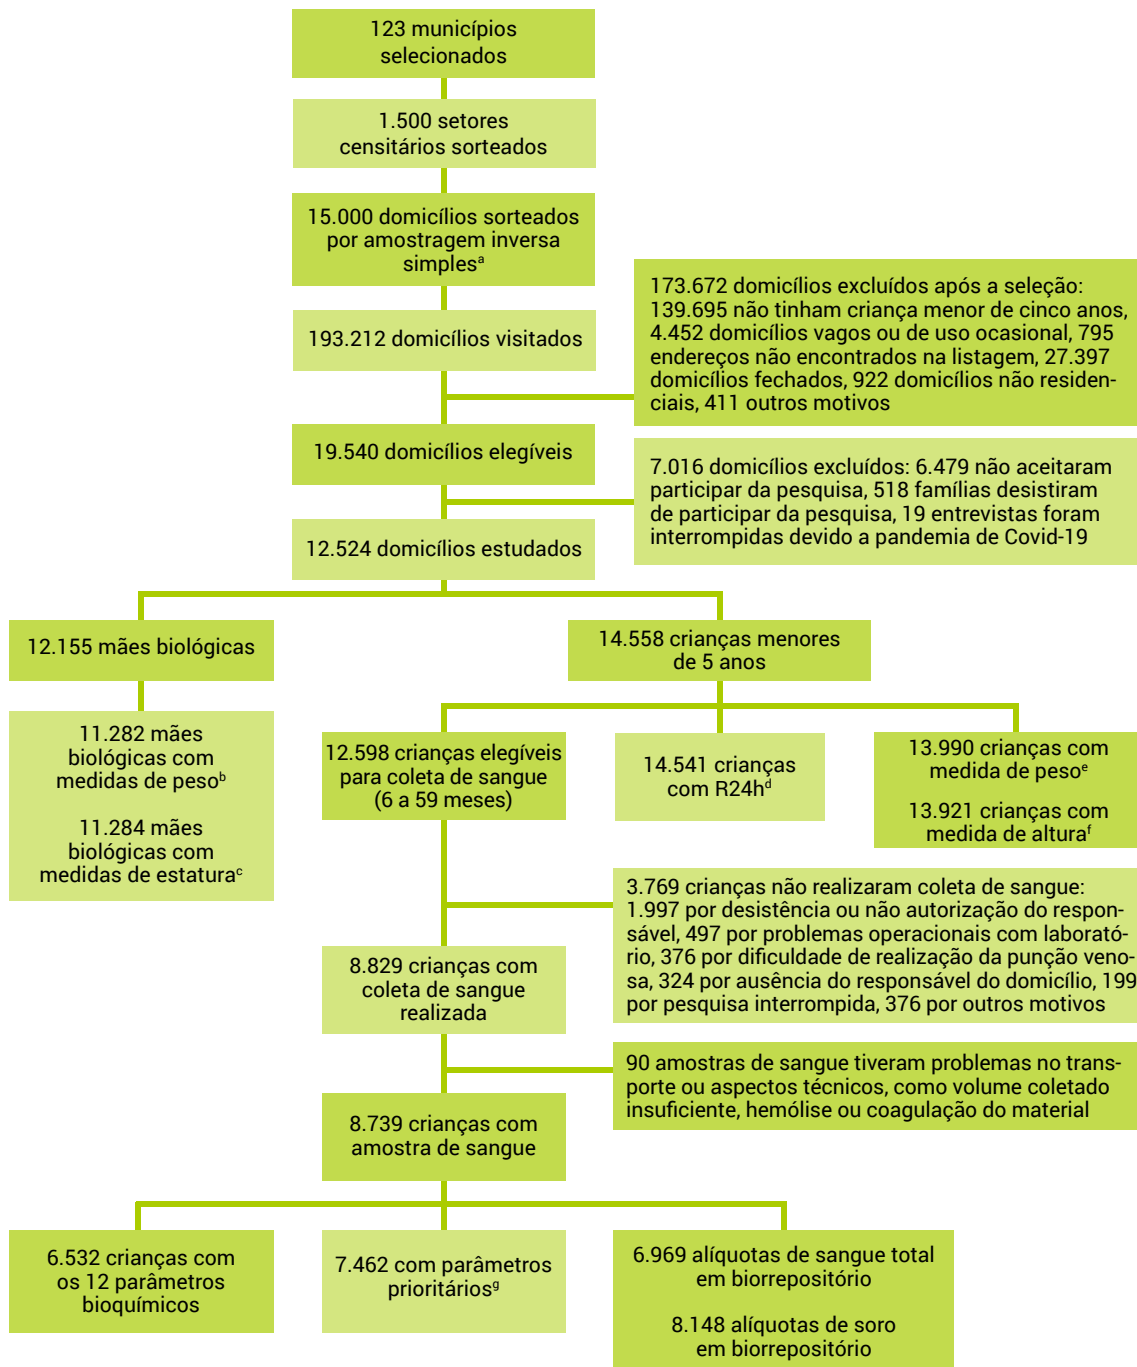 123 municípios
selecionados
1.500 setores
censitários sorteados
15.000 domicílios sorteados
por amostragem inversa
simplesª
193.212 domicílios visitados
173.672 domicílios excluídos após a seleção:
139.695 não tinham criança menor de cinco anos,
4.452 domicílios vagos ou de uso ocasional, 795
endereços não encontrados na listagem, 27.397
domicílios fechados, 922 domicílios não residen-
ciais, 411 outros motivos
19.540 domicílios elegíveis
7.016 domicílios excluídos: 6.479 não aceitaram
participar da pesquisa, 518 famílias desistiram
de participar da pesquisa, 19 entrevistas foram
interrompidas devido a pandemia de Covid-19
12.524 domicílios estudados
12.155 mães biológicas
14.558 crianças menores
de 5 anos
11.282 mães
biológicas com
medidas de pesoᵇ
11.284 mães
biológicas com
medidas de estaturaᶜ
12.598 crianças elegíveis
para coleta de sangue
(6 a 59 meses)
14.541 crianças
com R24hᵈ
13.990 crianças com
medida de pesoᵉ
13.921 crianças com
medida de alturaᶠ
3.769 crianças não realizaram coleta de sangue:
1.997 por desistência ou não autorização do respon-
sável, 497 por problemas operacionais com laborató-
rio, 376 por dificuldade de realização da punção veno-
sa, 324 por ausência do responsável do domicílio, 199
por pesquisa interrompida, 376 por outros motivos
8.829 crianças com
coleta de sangue
realizada
90 amostras de sangue tiveram problemas no trans-
porte ou aspectos técnicos, como volume coletado
insuficiente, hemólise ou coagulação do material
8.739 crianças com
amostra de sangue
6.532 crianças com
os 12 parâmetros
bioquímicos
7.462 com parâmetros
prioritáriosᵍ
6.969 alíquotas de sangue total
em biorrepositório
8.148 alíquotas de soro
em biorrepositório